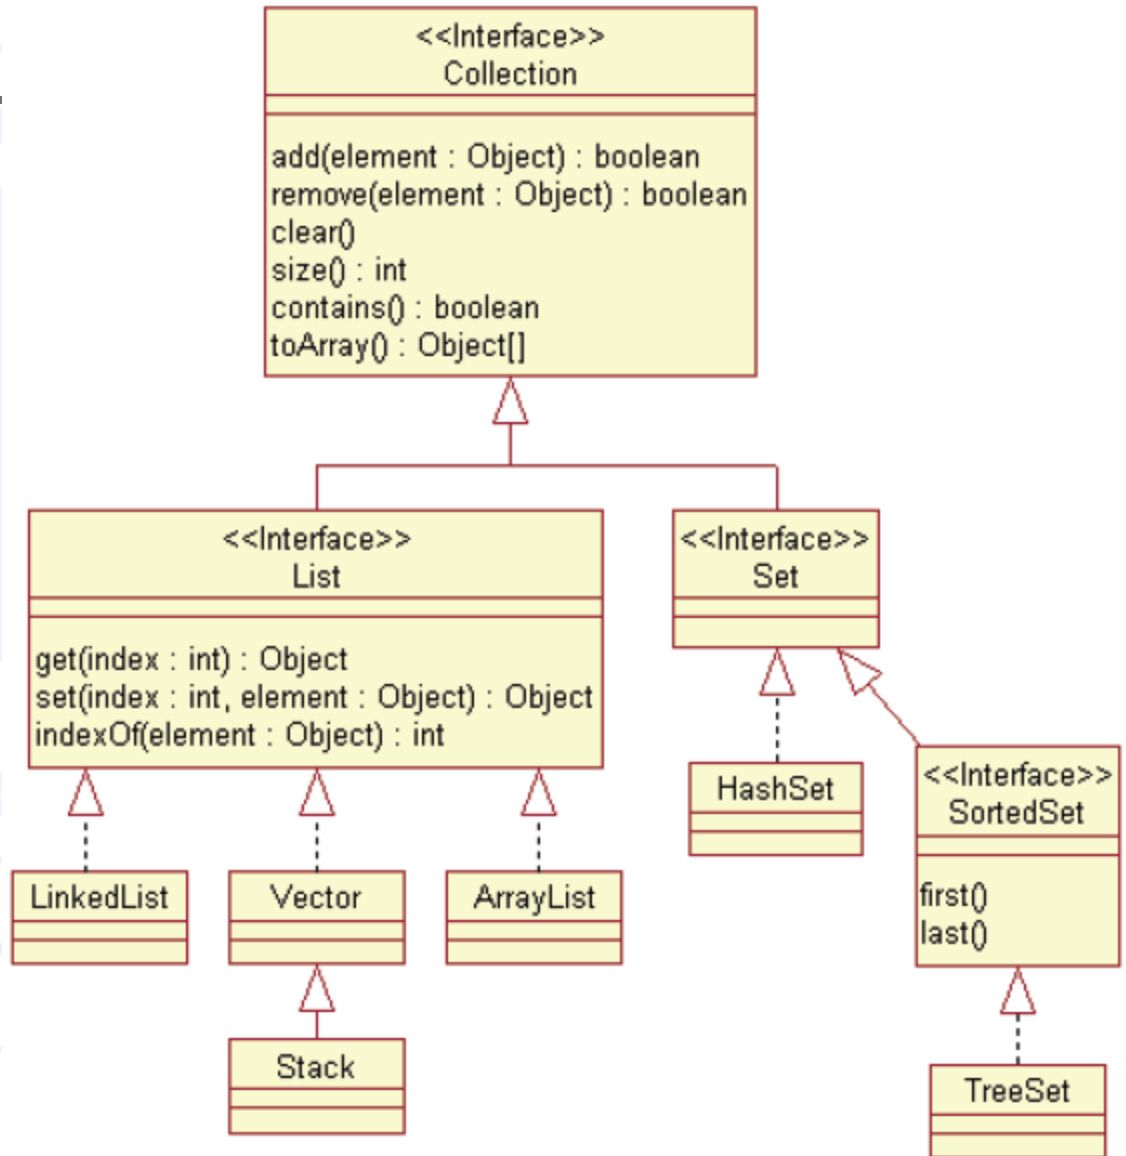 <<Interface>>
Collection
add(element : Object) : boolean
remove(element : Object) : boolean
clear()
size() : int
contains() : boolean
toArray() : Object[]
<<Interface>>
List
get(index : int) : Object
set(index : int, element : Object) : Object
indexOf(element : Object) : int
<<Interface>>
Set
HashSet
<<Interface>>
SortedSet
first()
last()
LinkedList
Vector
ArrayList
Stack
TreeSet